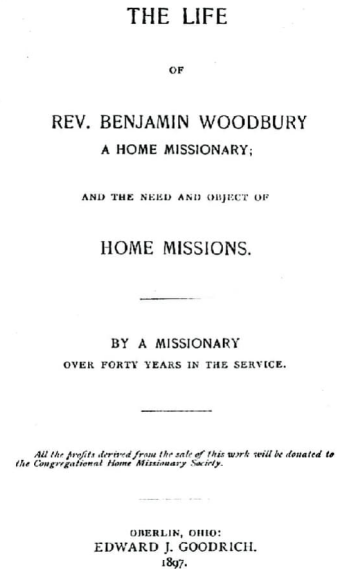 THE LIFE
OF
REV. BENJAMIN WOODBURY
A HOME MISSIONARY;
AND THE NEED AND OBJECT OF
HOME MISSIONS.
BY A MISSIONARY
OVER FORTY YEARS IN THE SERVICE.
All the profits derived from the sale of this work will be donated to
the Congregational Home Missionary Society.
OBERLIN, OHIO:
EDWARD J. GOODRICH.
1897.